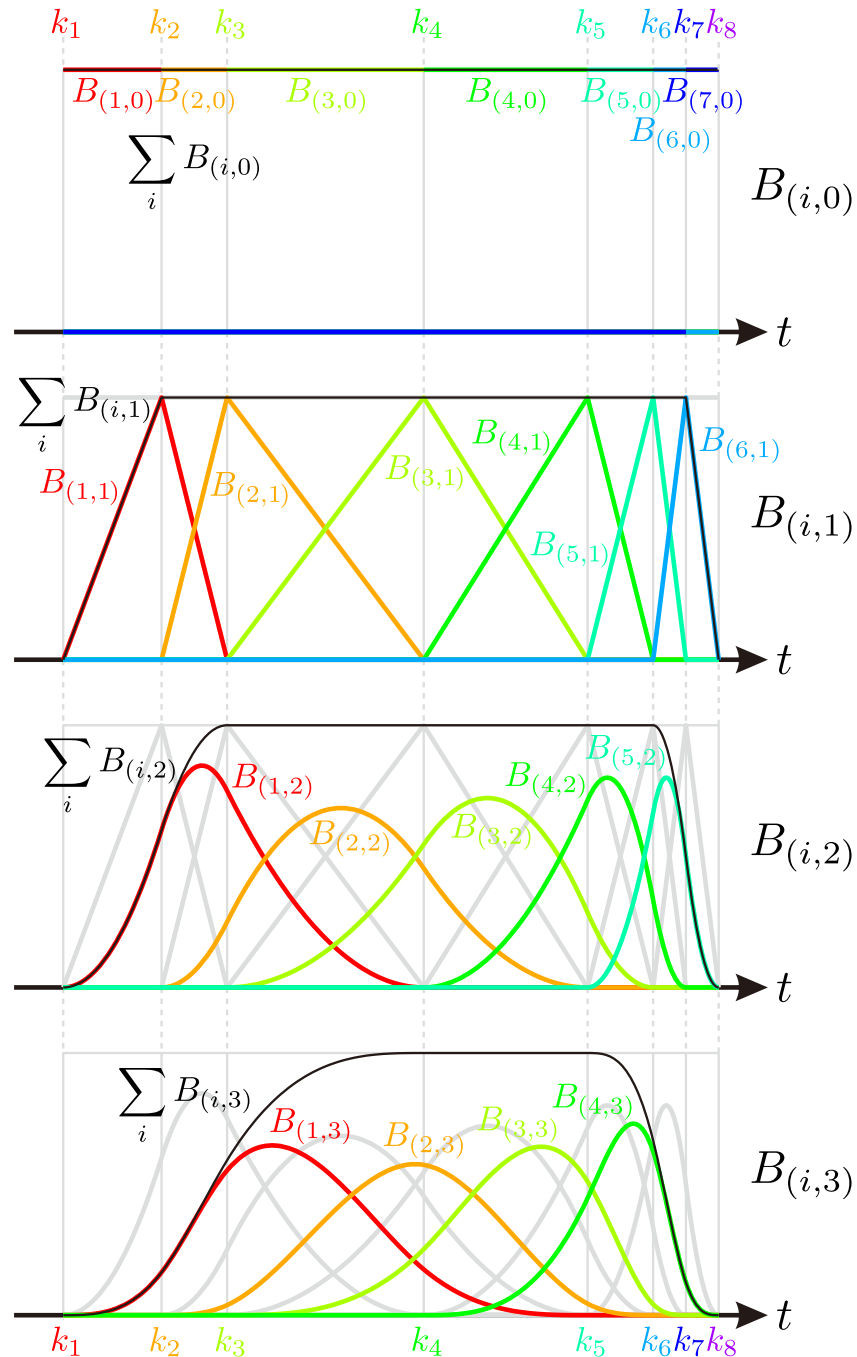 k₁ k₂ k₃ k₄ k₅ k₆ k₇ k₈
B₍₁,₀₎ B₍₂,₀₎ B₍₃,₀₎ B₍₄,₀₎ B₍₅,₀₎ B₍₇,₀₎
B₍₆,₀₎
∑ᵢ B₍ᵢ,₀₎
B₍ᵢ,₀₎
t
∑ᵢ B₍ᵢ,₁₎
B₍₄,₁₎ B₍₆,₁₎
B₍₁,₁₎ B₍₂,₁₎ B₍₃,₁₎
B₍ᵢ,₁₎
B₍₅,₁₎
t
∑ᵢ B₍ᵢ,₂₎ B₍₅,₂₎
B₍₁,₂₎ B₍₄,₂₎
B₍₂,₂₎ B₍₃,₂₎
B₍ᵢ,₂₎
t
∑ᵢ B₍ᵢ,₃₎ B₍₄,₃₎
B₍₁,₃₎ B₍₂,₃₎ B₍₃,₃₎
B₍ᵢ,₃₎
t
k₁ k₂ k₃ k₄ k₅ k₆ k₇ k₈